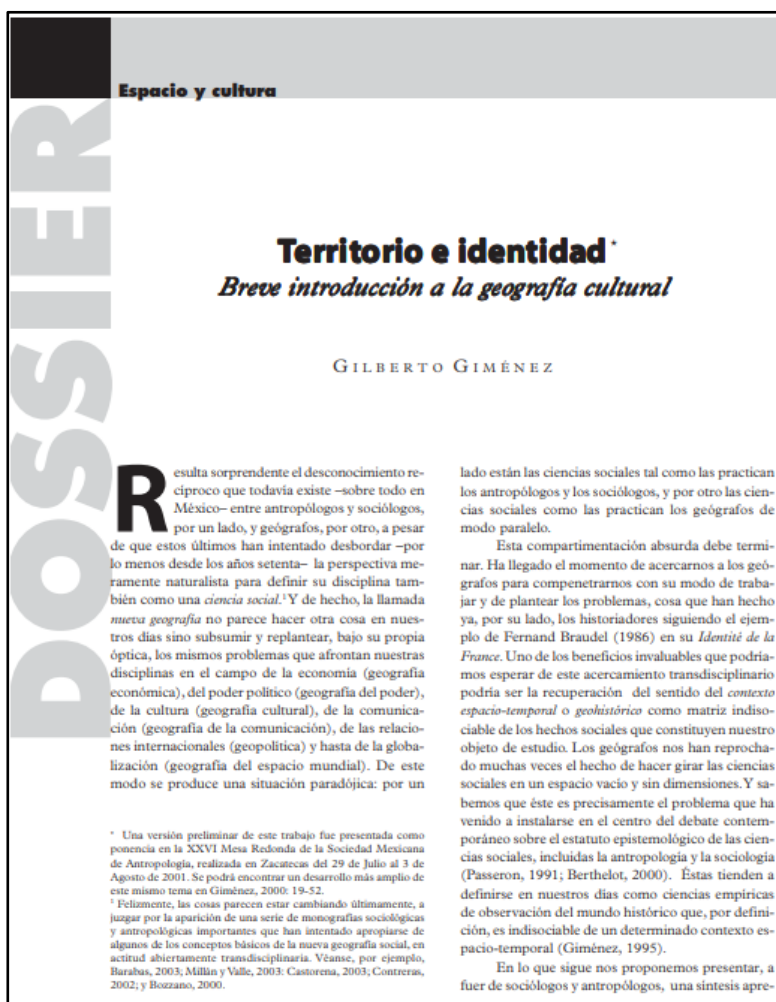 Espacio y cultura
DOSSIER
Territorio e identidad *
Breve introducción a la geografía cultural
GILBERTO GIMÉNEZ
Resulta sorprendente el desconocimiento re-
cíproco que todavía existe –sobre todo en
México– entre antropólogos y sociólogos,
por un lado, y geógrafos, por otro, a pesar
de que estos últimos han intentado desbordar –por
lo menos desde los años setenta– la perspectiva me-
ramente naturalista para definir su disciplina tam-
bién como una ciencia social.¹ Y de hecho, la llamada
nueva geografía no parece hacer otra cosa en nues-
tros días sino subsumir y replantear, bajo su propia
óptica, los mismos problemas que afrontan nuestras
disciplinas en el campo de la economía (geografía
económica), del poder político (geografía del poder),
de la cultura (geografía cultural), de la comunica-
ción (geografía de la comunicación), de las relacio-
nes internacionales (geopolítica) y hasta de la globa-
lización (geografía del espacio mundial). De este
modo se produce una situación paradójica: por un
* Una versión preliminar de este trabajo fue presentada como
ponencia en la XXVI Mesa Redonda de la Sociedad Mexicana
de Antropología, realizada en Zacatecas del 29 de Julio al 3 de
Agosto de 2001. Se podrá encontrar un desarrollo más amplio de
este mismo tema en Giménez, 2000: 19-52.
¹ Felizmente, las cosas parecen estar cambiando últimamente, a
juzgar por la aparición de una serie de monografías sociológicas
y antropológicas importantes que han intentado apropiarse de
algunos de los conceptos básicos de la nueva geografía social, en
actitud abiertamente transdiciplinaria. Véanse, por ejemplo,
Barabas, 2003; Millán y Valle, 2003: Castorena, 2003; Contreras,
2002; y Bozzano, 2000.
lado están las ciencias sociales tal como las practican
los antropólogos y los sociólogos, y por otro las cien-
cias sociales como las practican los geógrafos de
modo paralelo.
Esta compartimentación absurda debe termi-
nar. Ha llegado el momento de acercarnos a los geó-
grafos para compenetrarnos con su modo de traba-
jar y de plantear los problemas, cosa que han hecho
ya, por su lado, los historiadores siguiendo el ejem-
plo de Fernand Braudel (1986) en su Identité de la
France. Uno de los beneficios invaluables que podría-
mos esperar de este acercamiento transdisciplinario
podría ser la recuperación del sentido del contexto
espacio-temporal o geohistórico como matriz indiso-
ciable de los hechos sociales que constituyen nuestro
objeto de estudio. Los geógrafos nos han reprocha-
do muchas veces el hecho de hacer girar las ciencias
sociales en un espacio vacío y sin dimensiones. Y sa-
bemos que éste es precisamente el problema que ha
venido a instalarse en el centro del debate contem-
poráneo sobre el estatuto epistemológico de las cien-
cias sociales, incluidas la antropología y la sociología
(Passeron, 1991; Berthelot, 2000). Éstas tienden a
definirse en nuestros días como ciencias empíricas
de observación del mundo histórico que, por defini-
ción, es indisociable de un determinado contexto es-
pacio-temporal (Giménez, 1995).
En lo que sigue nos proponemos presentar, a
fuer de sociólogos y antropólogos, una síntesis apre-